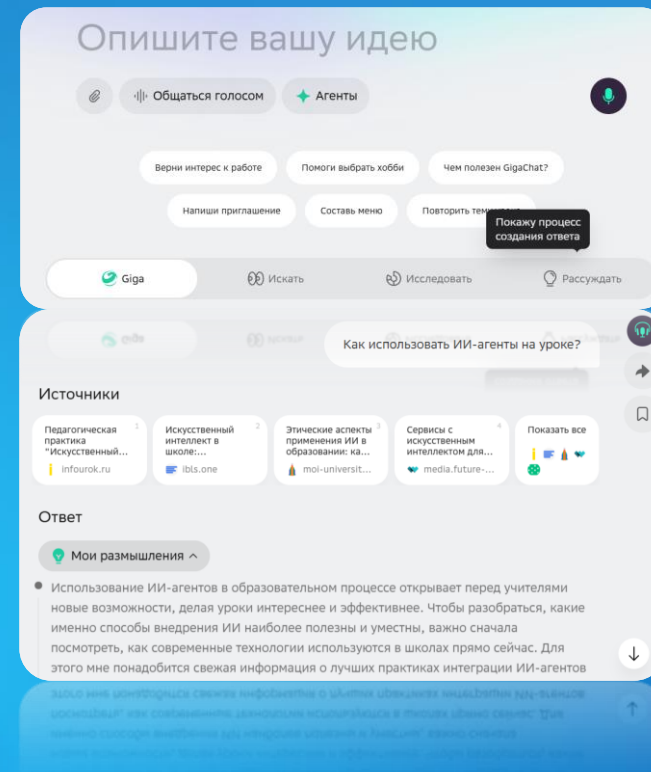 Опишите вашу идею
Общаться голосом
Агенты
Верни интерес к работе
Помоги выбрать хобби
Чем полезен GigaChat?
Напиши приглашение
Составь меню
Повторить
Покажу процесс
создания ответа
Giga
Искать
Исследовать
Рассуждать
Как использовать ИИ-агенты на уроке?
Источники
Педагогическая
практика
"Искусственный...
1
infourok.ru
Искусственный
интеллект в
школе:...
2
ibls.one
Этические аспекты
применения ИИ в
образовании: ка...
3
moi-universit...
Сервисы с
искусственным
интеллектом для...
4
media.future-...
Показать все
Ответ
Мои размышления
Использование ИИ-агентов в образовательном процессе открывает перед учителями
новые возможности, делая уроки интереснее и эффективнее. Чтобы разобраться, какие
именно способы внедрения ИИ наиболее полезны и уместны, важно сначала
посмотреть, как современные технологии используются в школах прямо сейчас. Для
этого мне понадобится свежая информация о лучших практиках интеграции ИИ-агентов